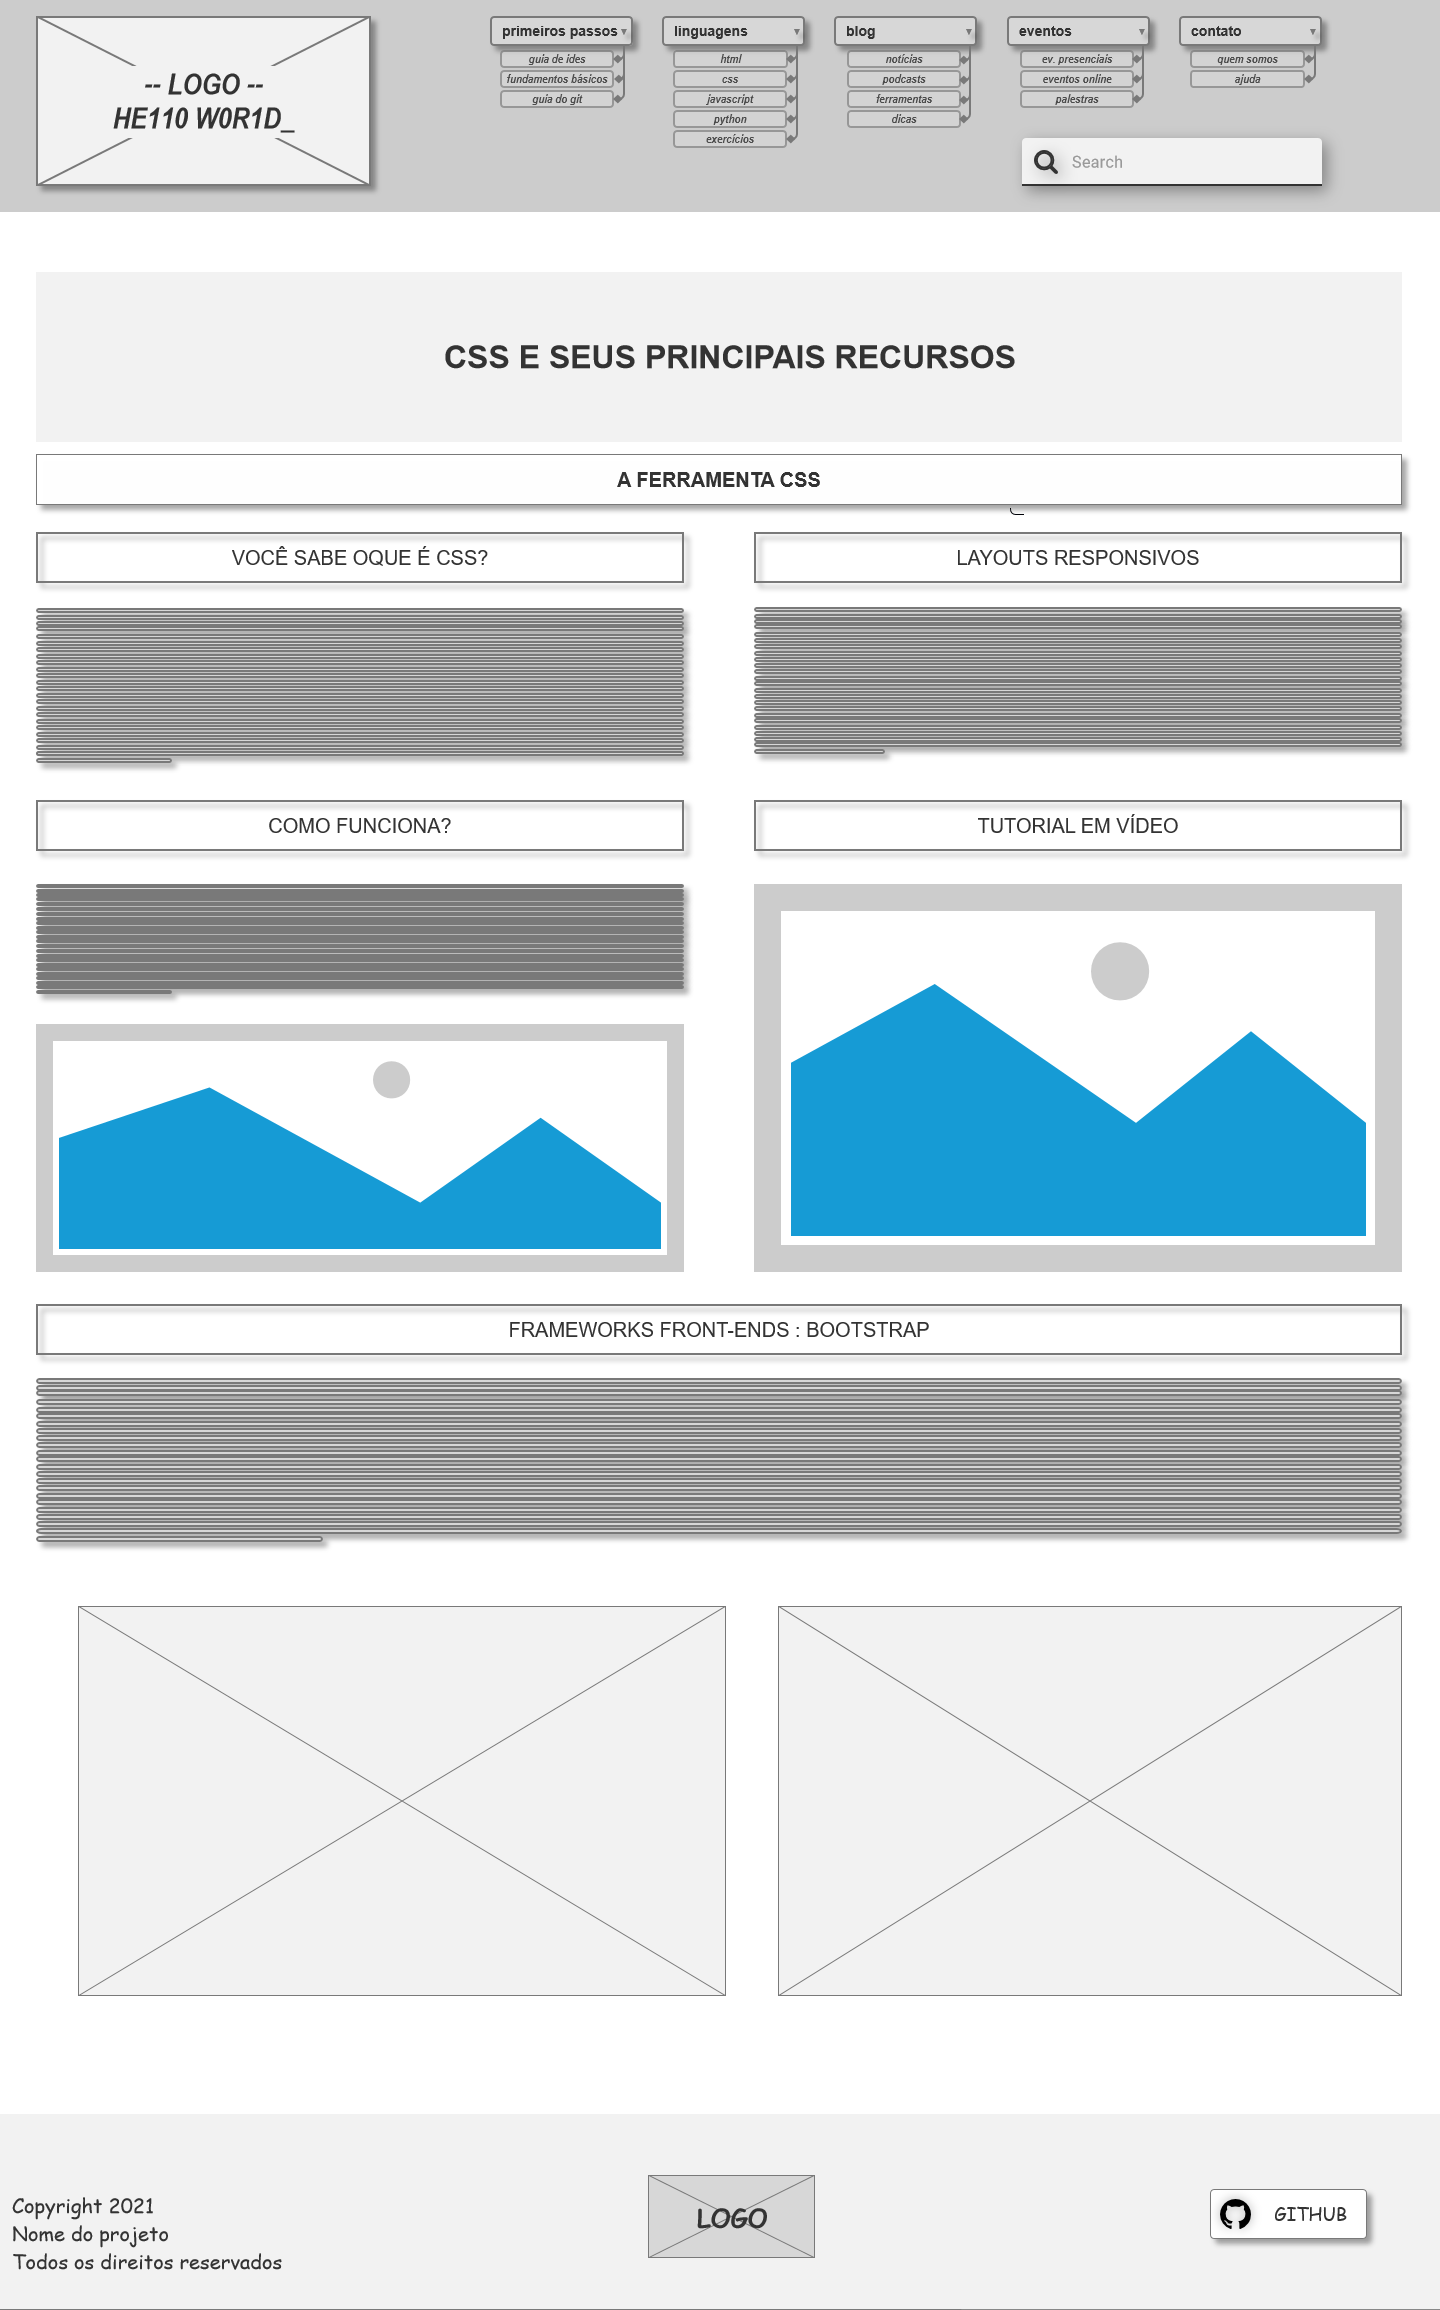 -- LOGO --
HE110 W0R1D_
primeiros passos
guia de ides
fundamentos básicos
guia do git
linguagens
html
css
javascript
python
exercícios
blog
notícias
podcasts
ferramentas
dicas
eventos
ev. presenciais
eventos online
palestras
contato
quem somos
ajuda
Search
CSS E SEUS PRINCIPAIS RECURSOS
A FERRAMENTA CSS
VOCÊ SABE OQUE É CSS?
LAYOUTS RESPONSIVOS
COMO FUNCIONA?
TUTORIAL EM VÍDEO
FRAMEWORKS FRONT-ENDS : BOOTSTRAP
Copyright 2021
Nome do projeto
Todos os direitos reservados
LOGO
GITHUB